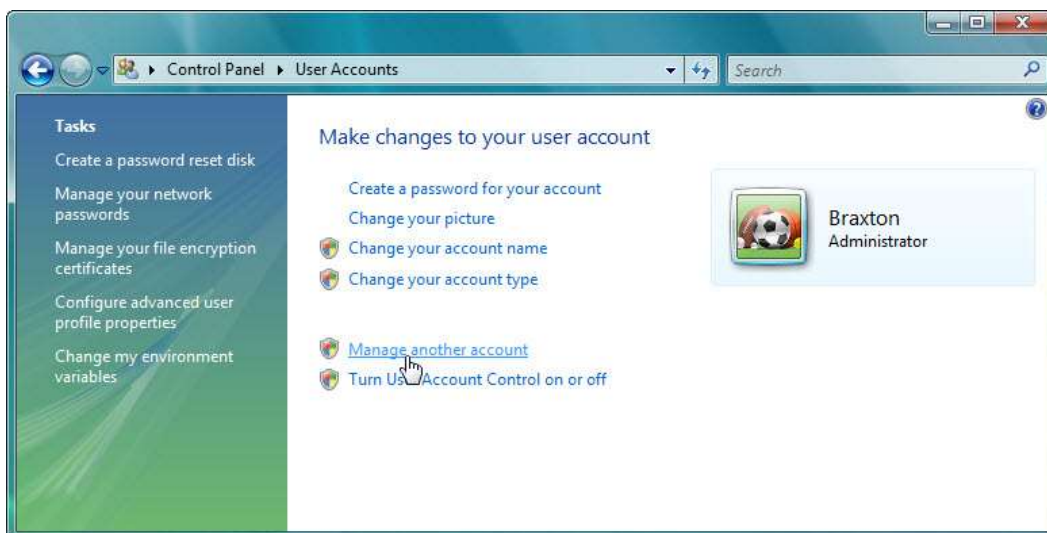 Control Panel User Accounts
Search
Tasks
Create a password reset disk
Manage your network
passwords
Manage your file encryption
certificates
Configure advanced user
profile properties
Change my environment
variables
Make changes to your user account
Create a password for your account
Change your picture
Change your account name
Change your account type
Manage another account
Turn User Account Control on or off
Braxton
Administrator